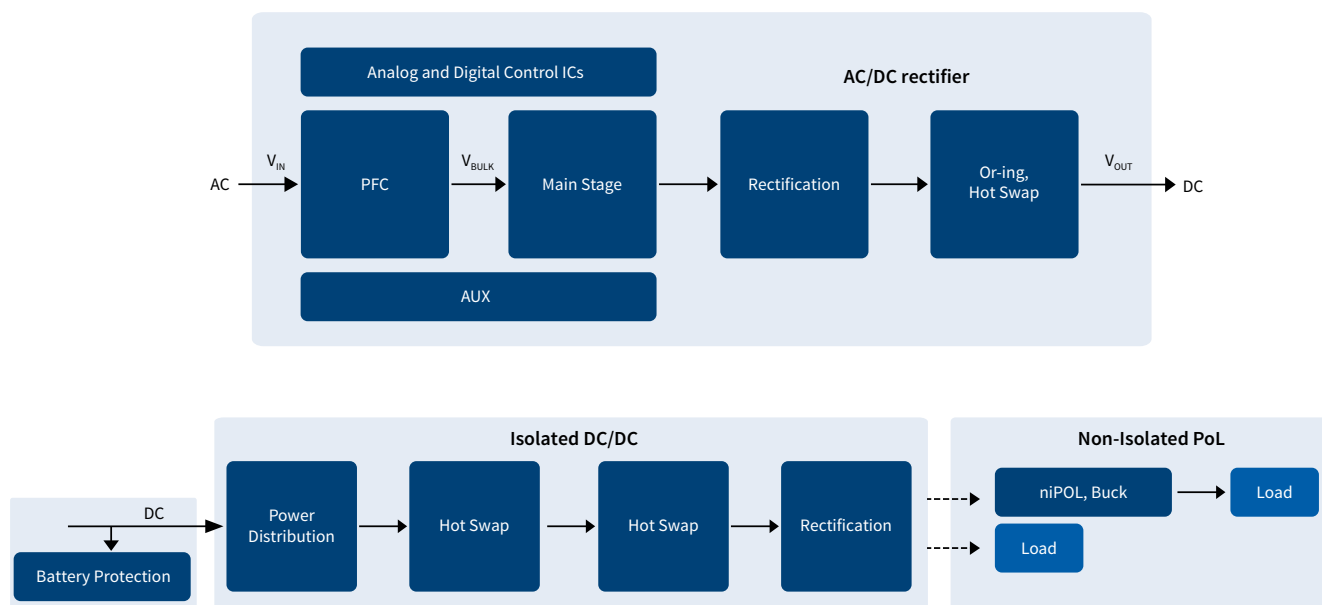 Analog and Digital Control ICs
AC/DC rectifier
AC
VIN
PFC
VBULK
Main Stage
Rectification
Or-ing,
Hot Swap
VOUT
DC
AUX
Isolated DC/DC
Non-Isolated PoL
DC
Battery Protection
Power
Distribution
Hot Swap
Hot Swap
Rectification
niPOL, Buck
Load
Load